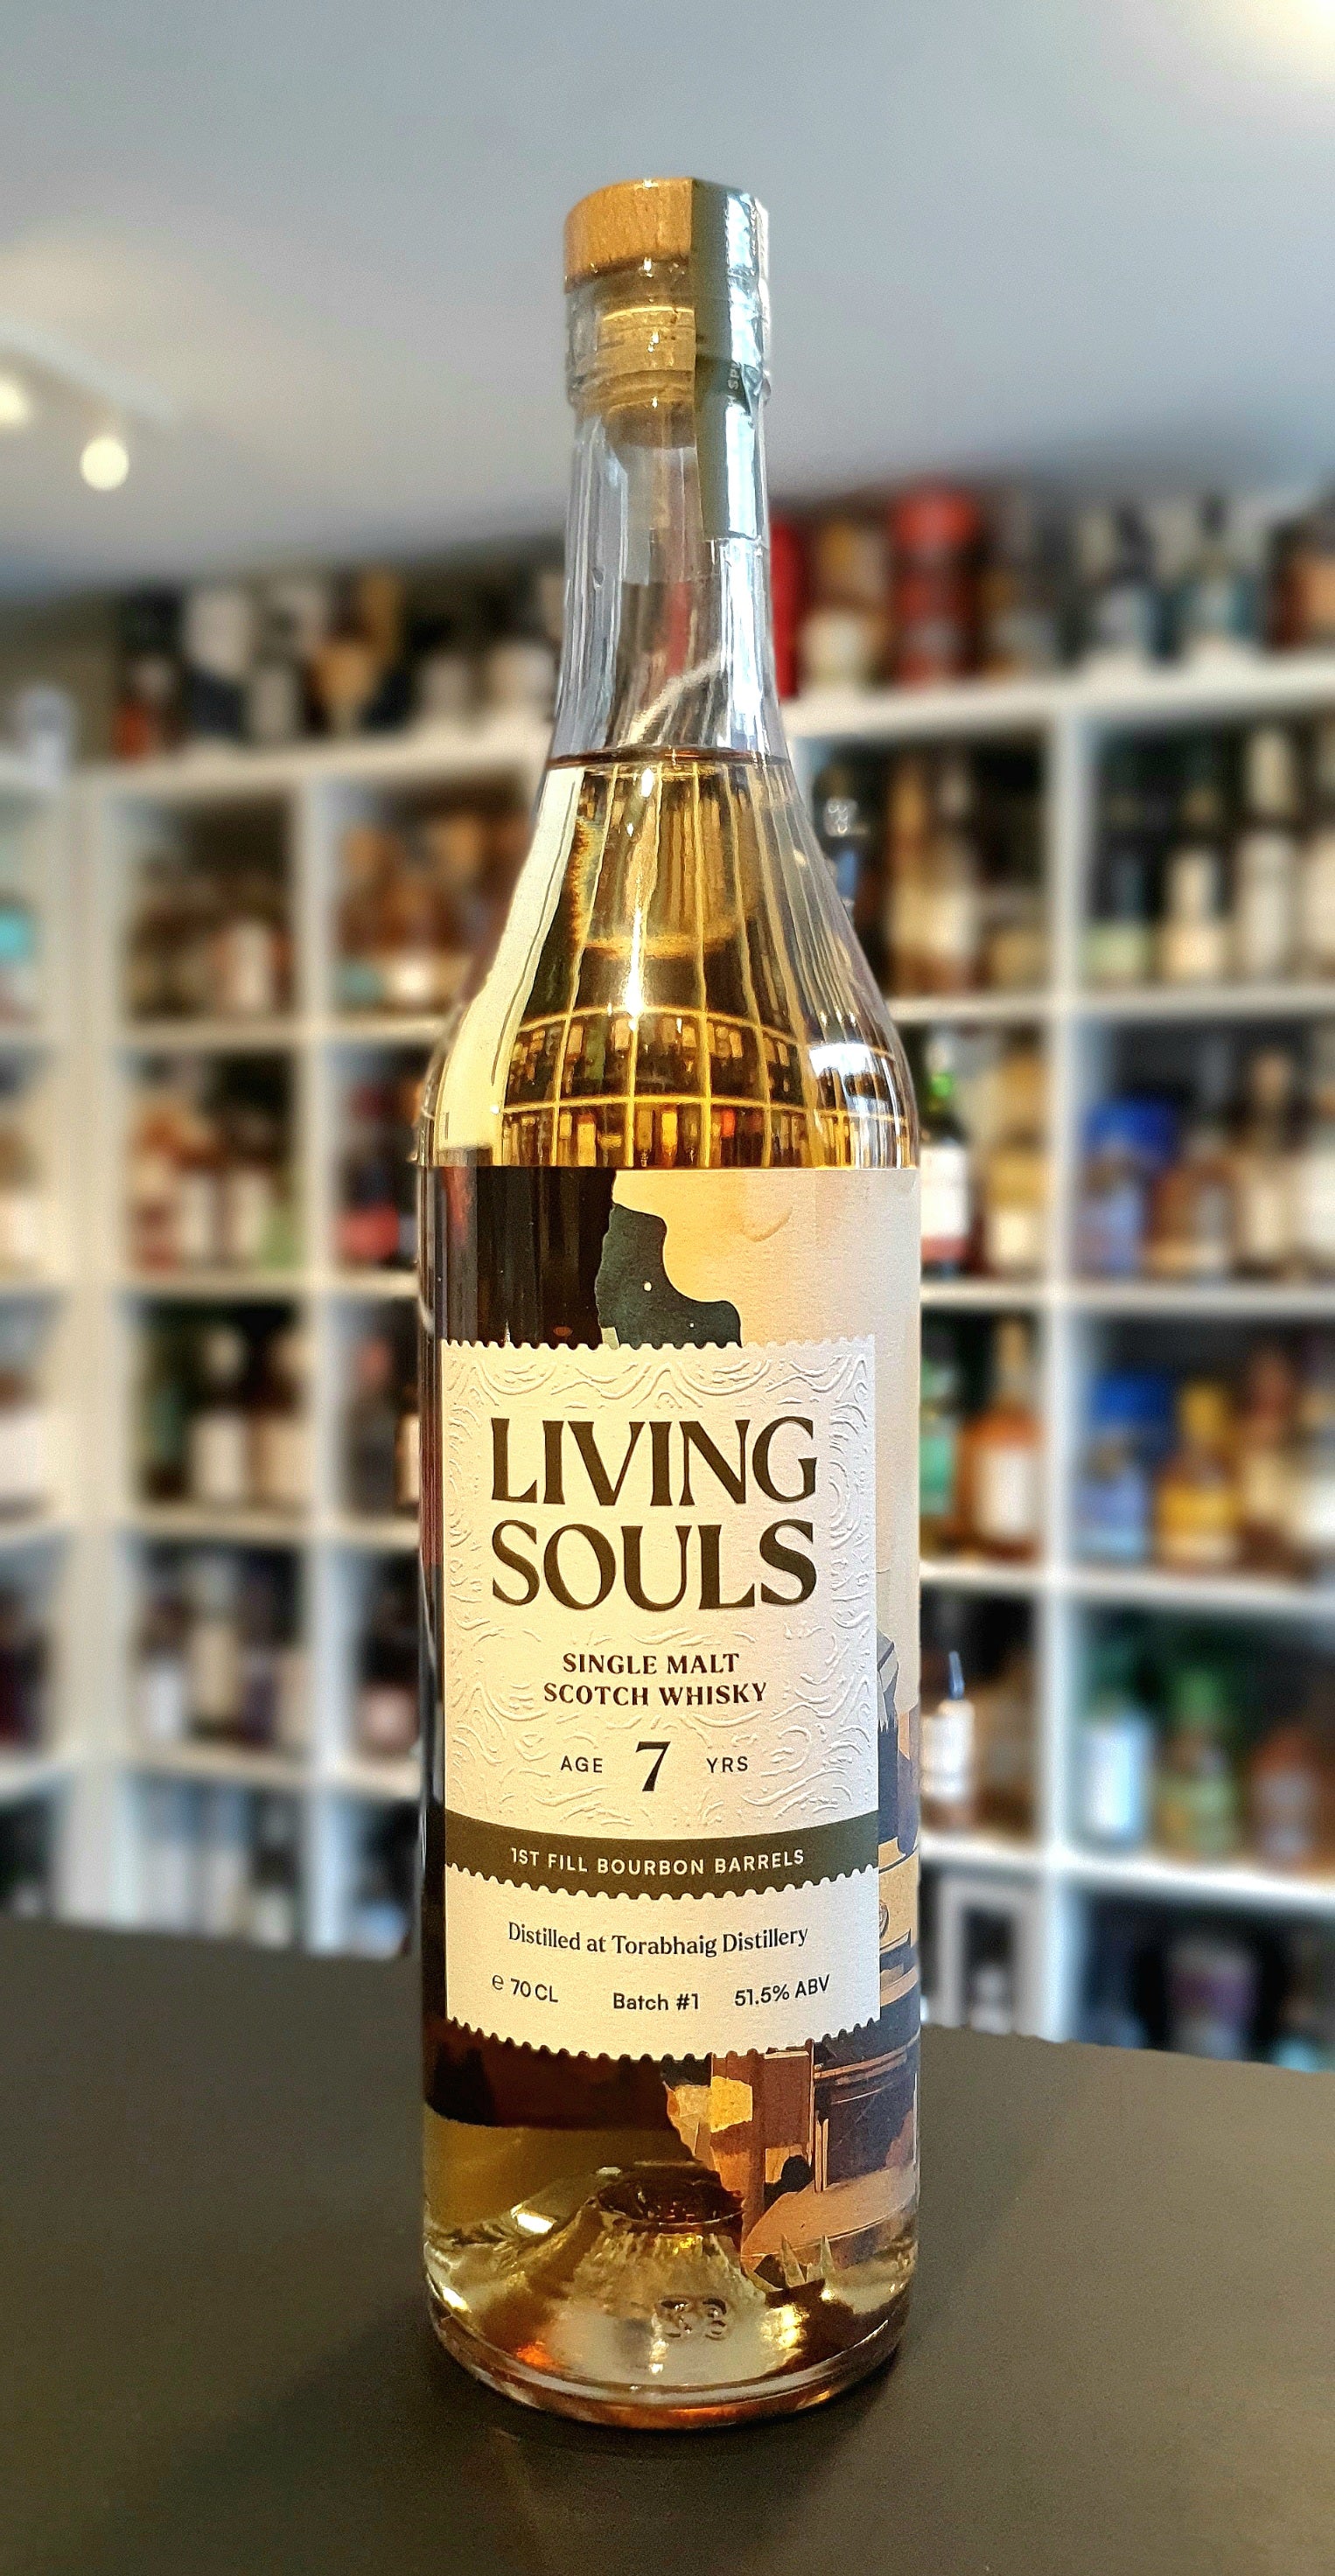 LIVING
SOULS
SINGLE MALT
SCOTCH WHISKY
AGE 7 YRS
1ST FILL BOURBON BARRELS
Distilled at Torabhaig Distillery
℮ 70 CL Batch #1 51.5% ABV